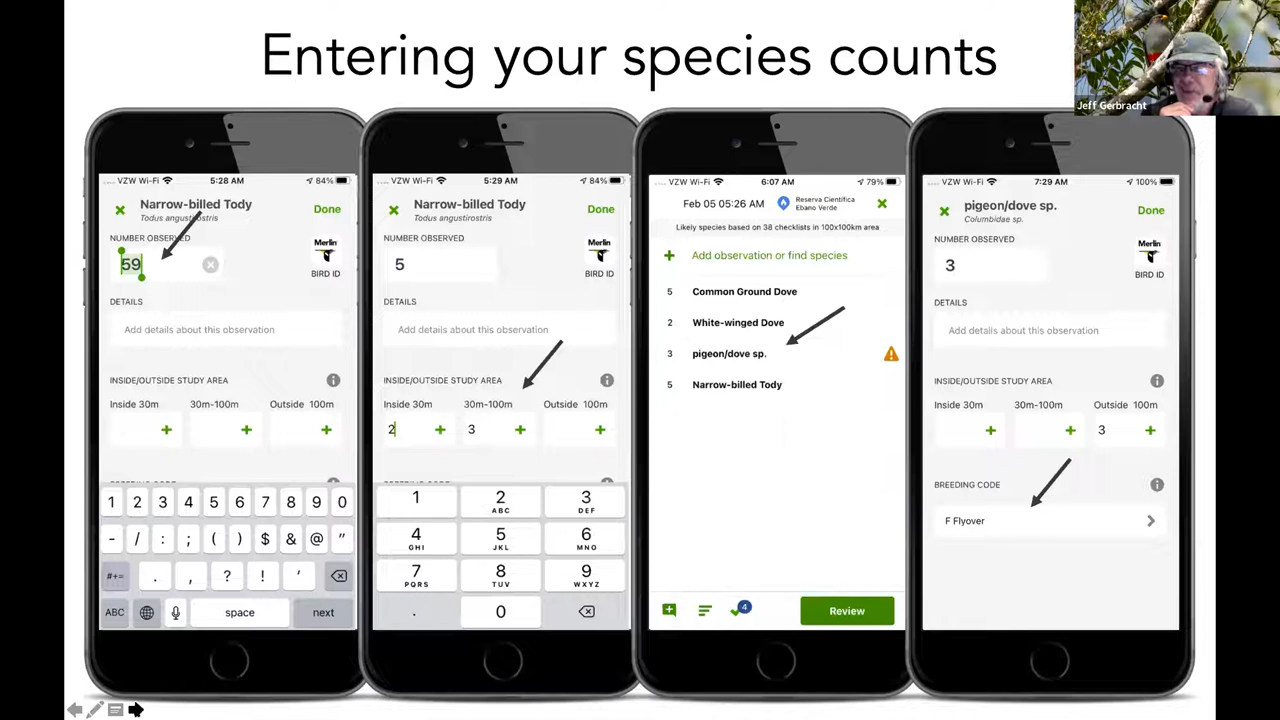 Entering your species counts
Jeff Gerbracht
VZW Wi-Fi 5:28 AM 84%
Narrow-billed Tody Done
Todus angustirostris
NUMBER OBSERVED
59
Merlin
BIRD ID
DETAILS
Add details about this observation
INSIDE/OUTSIDE STUDY AREA
Inside 30m 30m-100m Outside 100m
1 2 3 4 5 6 7 8 9 0
- / : ; ( ) $ & @ "
#+= . , ? ! '
ABC space next
VZW Wi-Fi 5:29 AM 84%
Narrow-billed Tody Done
Todus angustirostris
NUMBER OBSERVED
5
Merlin
BIRD ID
DETAILS
Add details about this observation
INSIDE/OUTSIDE STUDY AREA
Inside 30m 30m-100m Outside 100m
2 + 3 + +
1 2 3
ABC DEF
4 5 6
GHI JKL MNO
7 8 9
PQRS TUV WXYZ
. 0
VZW Wi-Fi 6:07 AM 79%
Feb 05 05:26 AM
Reserva Científica
Ebano Verde
Likely species based on 38 checklists in 100x100km area
+ Add observation or find species
5 Common Ground Dove
2 White-winged Dove
3 pigeon/dove sp.
5 Narrow-billed Tody
4
Review
VZW Wi-Fi 7:29 AM 100%
pigeon/dove sp. Done
Columbidae sp.
NUMBER OBSERVED
3
Merlin
BIRD ID
DETAILS
Add details about this observation
INSIDE/OUTSIDE STUDY AREA
Inside 30m 30m-100m Outside 100m
+ + 3 +
BREEDING CODE
F Flyover